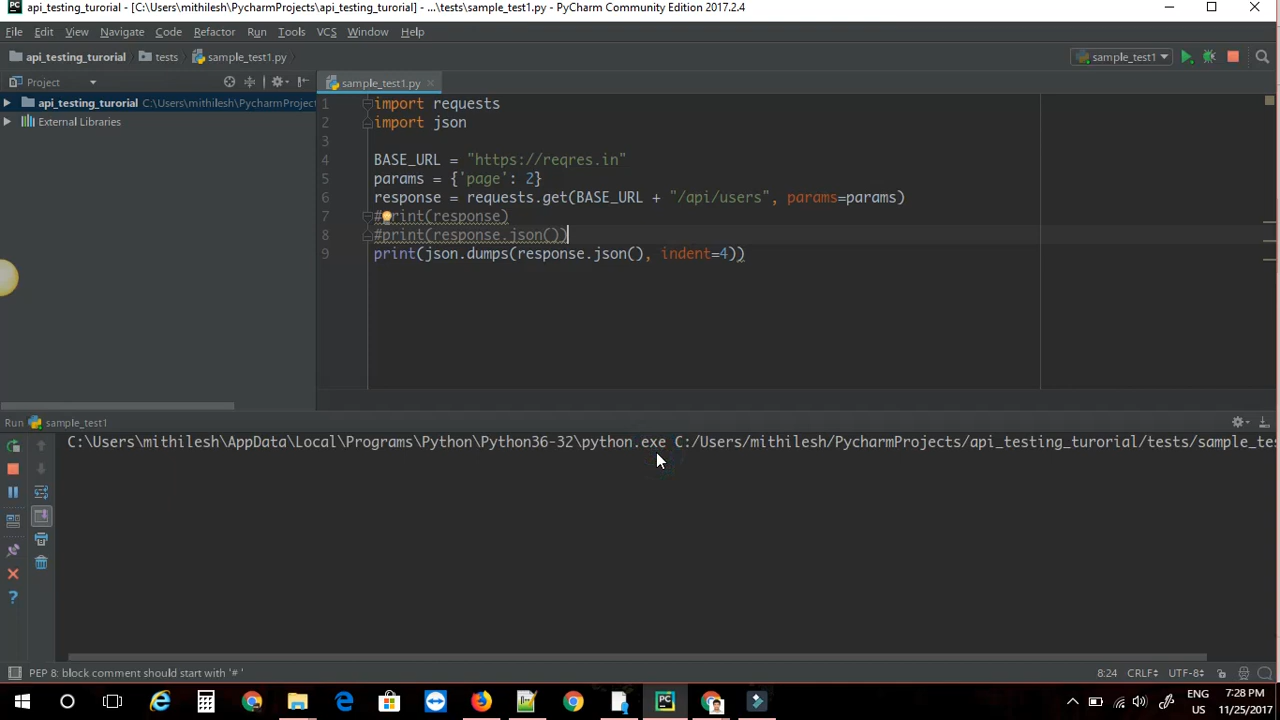 api_testing_turorial - [C:\Users\mithilesh\PycharmProjects\api_testing_turorial] - ...\tests\sample_test1.py - PyCharm Community Edition 2017.2.4
File Edit View Navigate Code Refactor Run Tools VCS Window Help
api_testing_turorial tests sample_test1.py sample_test1
Project sample_test1.py
api_testing_turorial C:\Users\mithilesh\PycharmProjec
External Libraries
1 import requests
2 import json
3
4 BASE_URL = "https://reqres.in"
5 params = {'page': 2}
6 response = requests.get(BASE_URL + "/api/users", params=params)
7 #print(response)
8 #print(response.json())
9 print(json.dumps(response.json(), indent=4))
Run sample_test1
C:\Users\mithilesh\AppData\Local\Programs\Python\Python36-32\python.exe C:/Users/mithilesh/PycharmProjects/api_testing_turorial/tests/sample_te
PEP 8: block comment should start with '# ' 8:24 CRLF UTF-8
ENG 7:28 PM
US 11/25/2017